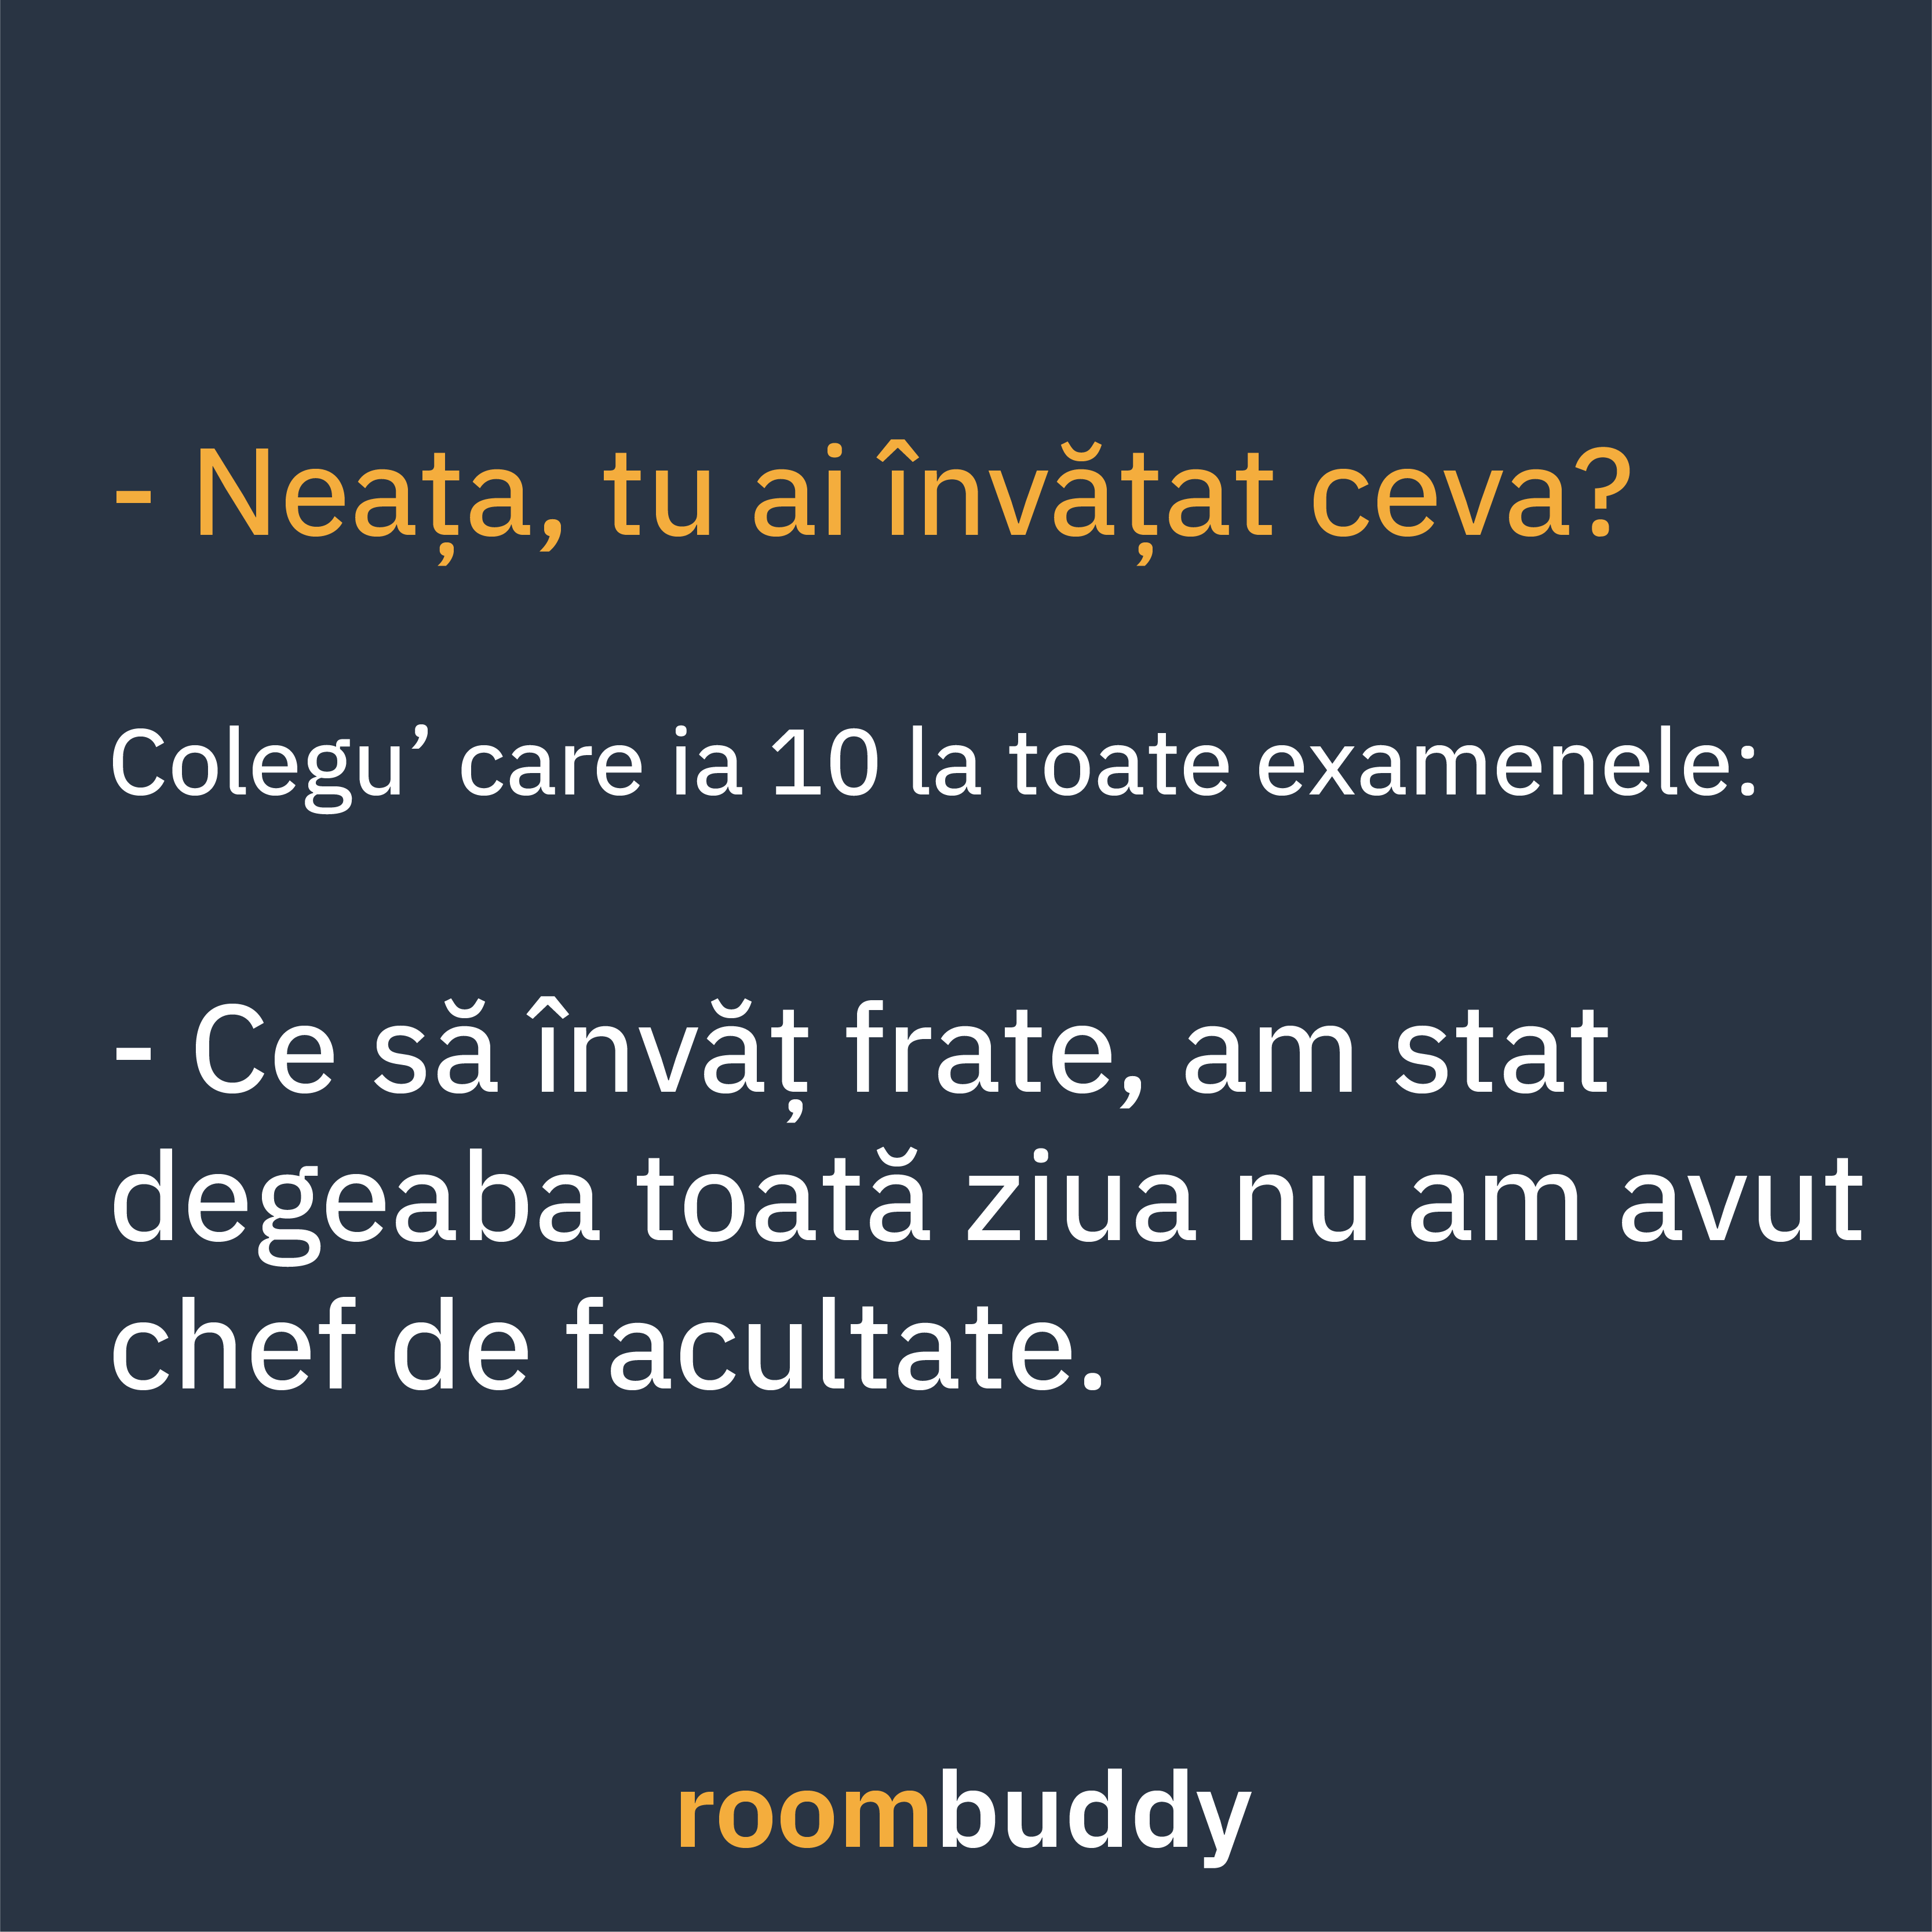 - Neața, tu ai învățat ceva?
Colegu’ care ia 10 la toate examenele:
- Ce să învăț frate, am stat
degeaba toată ziua nu am avut
chef de facultate.
roombuddy